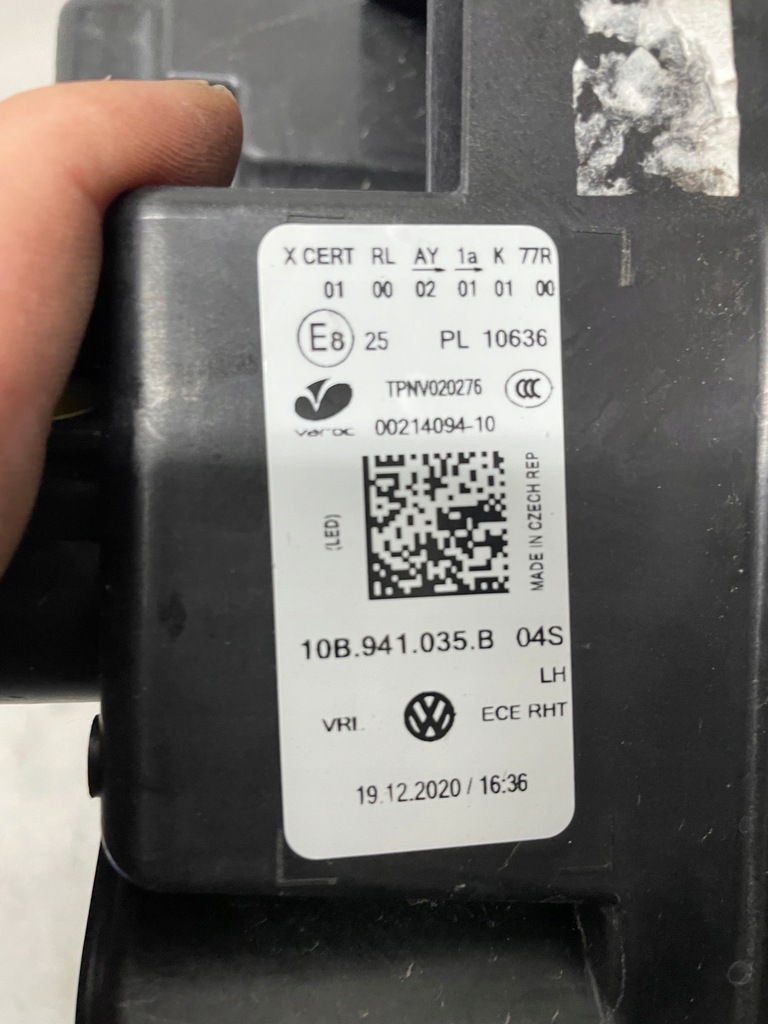 X CERT RL AY 1a K 77R
01 00 02 01 01 00
E8 25 PL 10636
TPNV020276 CCC
varoc 00214094-10
(LED)
MADE IN CZECH REP
10B.941.035.B 04S
LH
VRL ECE RHT
19.12.2020 / 16:36